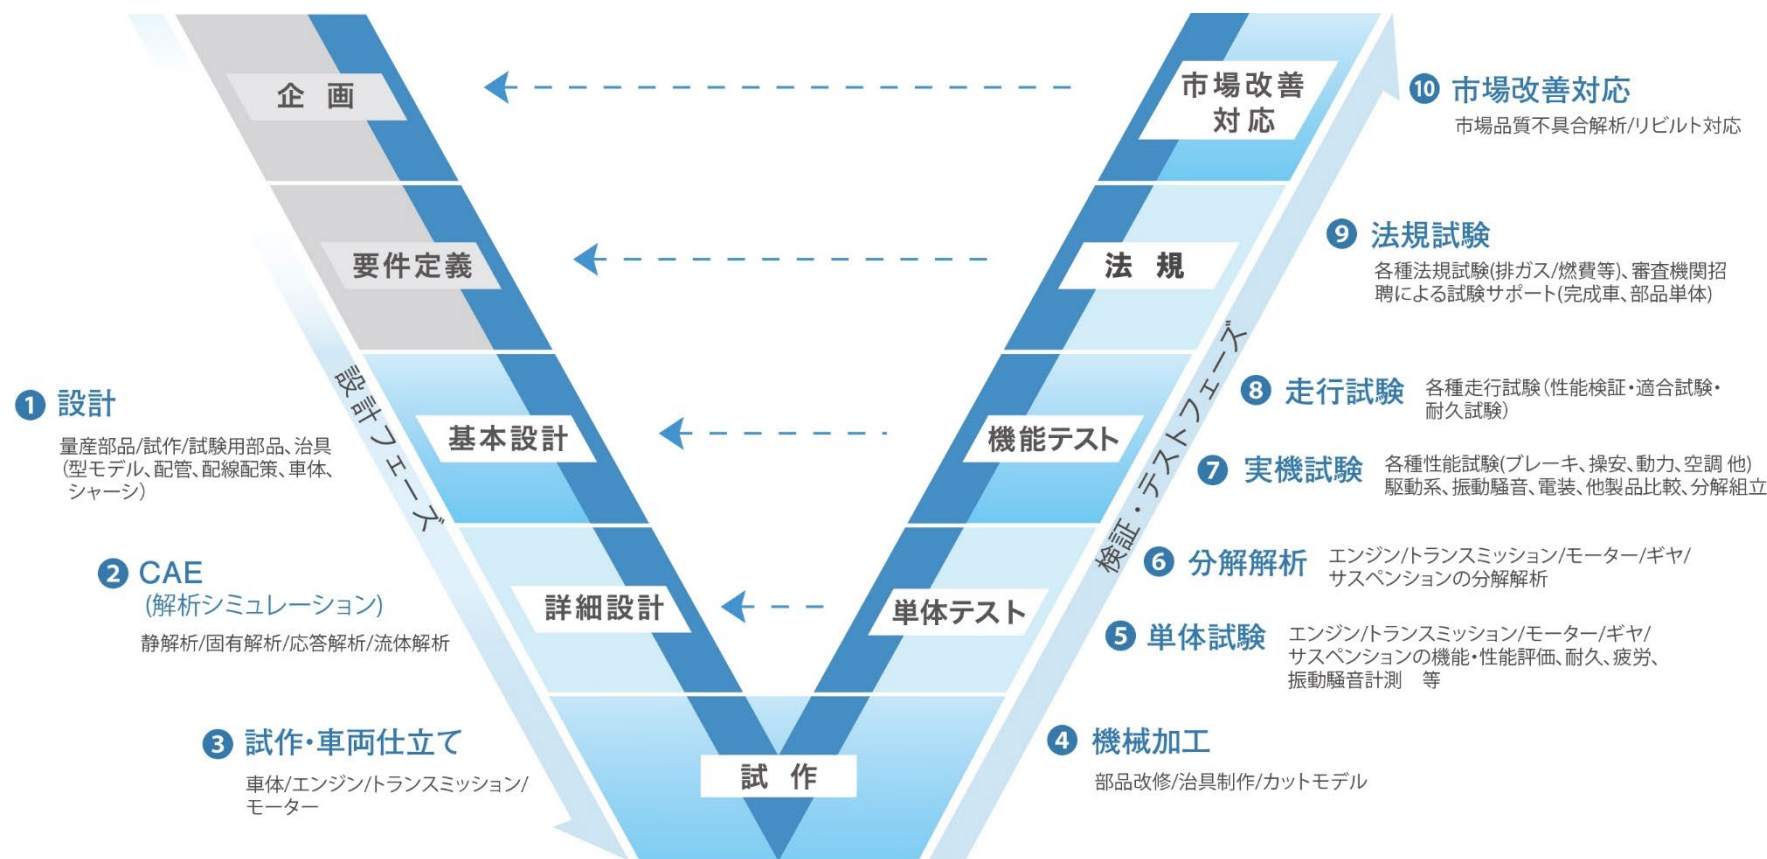 企 画
市場改善
対応
要件定義
法 規
基本設計
機能テスト
詳細設計
単体テスト
試 作
設計フェーズ
検証・テストフェーズ
❶ 設計
量産部品/試作/試験用部品、治具
(型モデル、配管、配線配策、車体、
シャーシ)
❷ CAE
(解析シミュレーション)
静解析/固有解析/応答解析/流体解析
❸ 試作・車両仕立て
車体/エンジン/トランスミッション/
モーター
❹ 機械加工
部品改修/治具制作/カットモデル
❺ 単体試験
エンジン/トランスミッション/モーター/ギヤ/
サスペンションの機能・性能評価、耐久、疲労、
振動騒音計測 等
❻ 分解解析
エンジン/トランスミッション/モーター/ギヤ/
サスペンションの分解解析
❼ 実機試験
各種性能試験(ブレーキ、操安、動力、空調 他)
駆動系、振動騒音、電装、他製品比較、分解組立
❽ 走行試験
各種走行試験(性能検証・適合試験・
耐久試験)
❾ 法規試験
各種法規試験(排ガス/燃費等)、審査機関招
聘による試験サポート(完成車、部品単体)
❿ 市場改善対応
市場品質不具合解析/リビルト対応